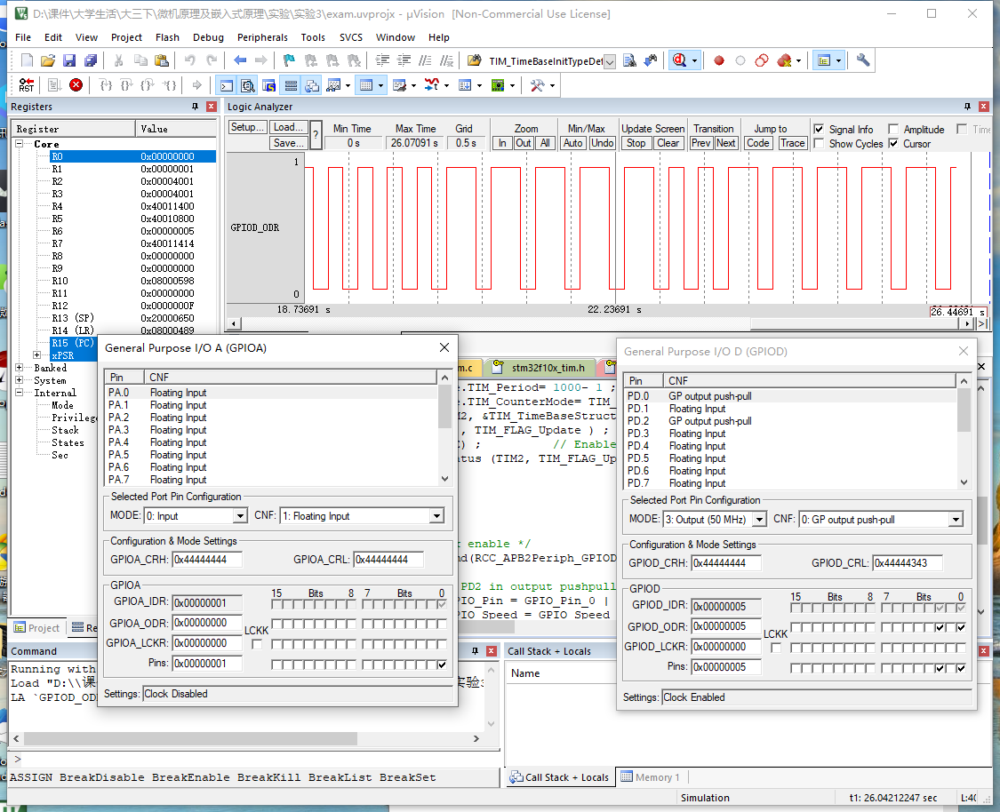 D:\课件\大学生活\大三下\微机原理及嵌入式原理\实验\实验3\exam.uvprojx - µVision [Non-Commercial Use License]
File Edit View Project Flash Debug Peripherals Tools SVCS Window Help
TIM_TimeBaseInitTypeDef
RST
Registers
Logic Analyzer
Register Value
Core
R0 0x00000000
R1 0x00000001
R2 0x00004001
R3 0x00004001
R4 0x40011400
R5 0x40010800
R6 0x00000005
R7 0x40011414
R8 0x00000000
R9 0x00000000
R10 0x08000598
R11 0x00000000
R12 0x0000000F
R13 (SP) 0x20000650
R14 (LR) 0x08000489
R15 (PC)
xPSR
Banked
System
Internal
Mode
Privilege
Stack
States
Sec
Project
Re
Setup... Load... Min Time Max Time Grid Zoom Min/Max Update Screen Transition Jump to Signal Info Amplitude Time
Save... ? 0 s 26.07091 s 0.5 s In Out All Auto Undo Stop Clear Prev Next Code Trace Show Cycles Cursor
1
GPIOD_ODR
0
18.73691 s 22.23691 s 26.44691 s
General Purpose I/O A (GPIOA)
Pin CNF
PA.0 Floating Input
PA.1 Floating Input
PA.2 Floating Input
PA.3 Floating Input
PA.4 Floating Input
PA.5 Floating Input
PA.6 Floating Input
PA.7 Floating Input
Selected Port Pin Configuration
MODE: 0: Input CNF: 1: Floating Input
Configuration & Mode Settings
GPIOA_CRH: 0x44444444 GPIOA_CRL: 0x44444444
GPIOA 15 Bits 8 7 Bits 0
GPIOA_IDR: 0x00000001
GPIOA_ODR: 0x00000000
LCKK
GPIOA_LCKR: 0x00000000
Pins: 0x00000001
Settings: Clock Disabled
m.c stm32f10x_tim.h
e.TIM_Period= 1000- 1 ;
e.TIM_CounterMode= TIM_
M2, &TIM_TimeBaseStruct
, TIM_FLAG_Update ) ;
) ; // Enable
atus (TIM2, TIM_FLAG_Up
r enable */
nd(RCC_APB2Periph_GPIOD
PD2 in output pushpull
PIO_Pin = GPIO_Pin_0 |
PIO_Speed = GPIO_Speed
General Purpose I/O D (GPIOD)
Pin CNF
PD.0 GP output push-pull
PD.1 Floating Input
PD.2 GP output push-pull
PD.3 Floating Input
PD.4 Floating Input
PD.5 Floating Input
PD.6 Floating Input
PD.7 Floating Input
Selected Port Pin Configuration
MODE: 3: Output (50 MHz) CNF: 0: GP output push-pull
Configuration & Mode Settings
GPIOD_CRH: 0x44444444 GPIOD_CRL: 0x44444343
GPIOD 15 Bits 8 7 Bits 0
GPIOD_IDR: 0x00000005
GPIOD_ODR: 0x00000005
LCKK
GPIOD_LCKR: 0x00000000
Pins: 0x00000005
Settings: Clock Enabled
Command
Running with
Load "D:\\课 实验3
LA `GPIOD_OD
>
ASSIGN BreakDisable BreakEnable BreakKill BreakList BreakSet
Call Stack + Locals
Name
Call Stack + Locals Memory 1
Simulation t1: 26.04212247 sec L:40